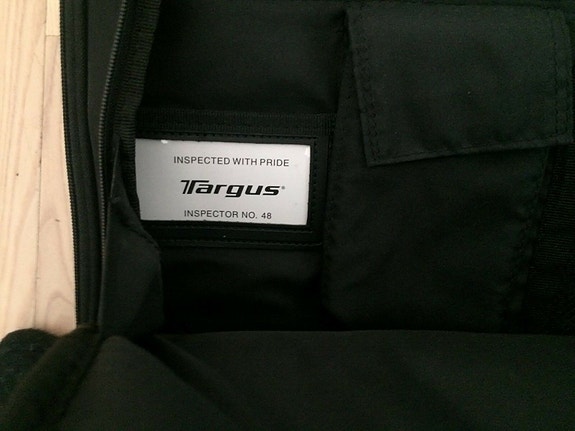 INSPECTED WITH PRIDE
Targus®
INSPECTOR NO. 48